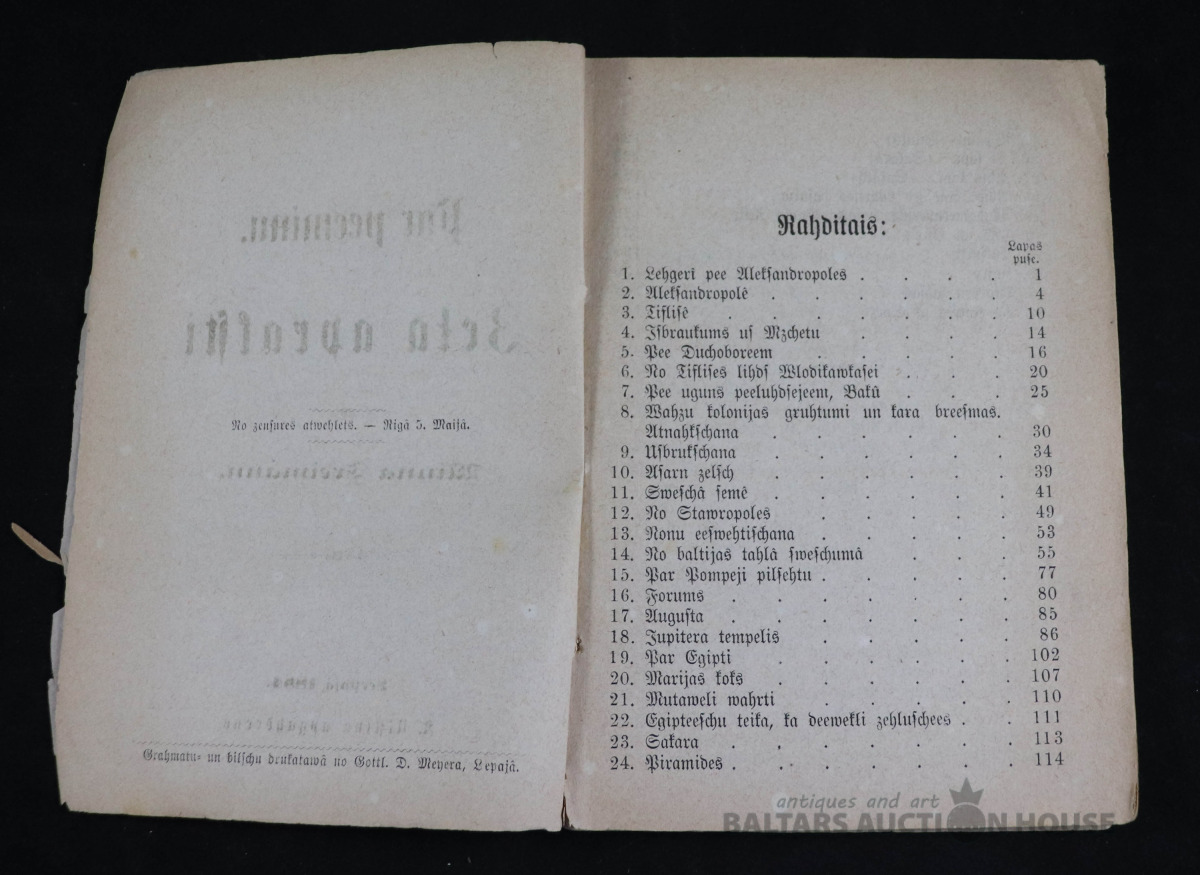 No zensures atwehlets. — Rigâ 5. Maijâ.
Grahmatu- un bilschu drukatawâ no Gottl. D. Meyera, Lepajâ.
Rahditais:
Lapas
puse.
1. Lehgeri pee Aleksandropoles . . . . 1
2. Aleksandropolê . . . . . . 4
3. Tiflisê . . . . . . . 10
4. Isbraukums us Mzchetu . . . . 14
5. Pee Duchoboreem . . . . . 16
6. No Tiflises lihds Wlodikawkasei . . . 20
7. Pee uguns peeluhdsejeem, Bakû . . . 25
8. Wahzu kolonijas gruhtumi un kara breesmas.
Atnahkschana . . . . . . 30
9. Usbrukschana . . . . . . 34
10. Asarn zelsch . . . . . . 39
11. Sweschâ semê . . . . . . 41
12. No Stawropoles . . . . . 49
13. Nonu eeswehtischana . . . . 53
14. No baltijas tahlâ sweschumâ . . . 55
15. Par Pompeji pilsehtu . . . . . 77
16. Forums . . . . . . . 80
17. Augusta . . . . . . . 85
18. Jupitera tempelis . . . . . 86
19. Par Egipti . . . . . . 102
20. Marijas koks . . . . . . 107
21. Mutaweli wahrti . . . . . 110
22. Egipteeschu teika, ka deewekli zehluschees . . 111
23. Sakara . . . . . . . 113
24. Piramides . . . . . . . 114
antiques and art
BALTARS AUCTION HOUSE